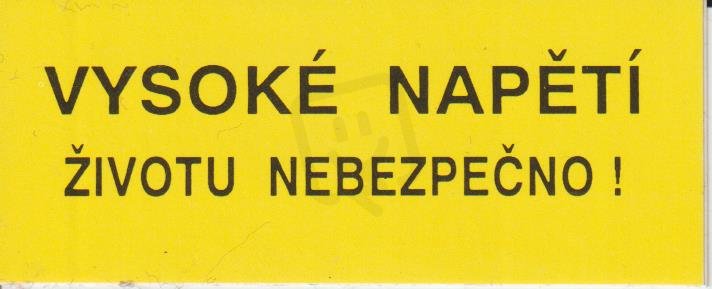 VYSOKÉ NAPĚTÍ
ŽIVOTU NEBEZPEČNO !